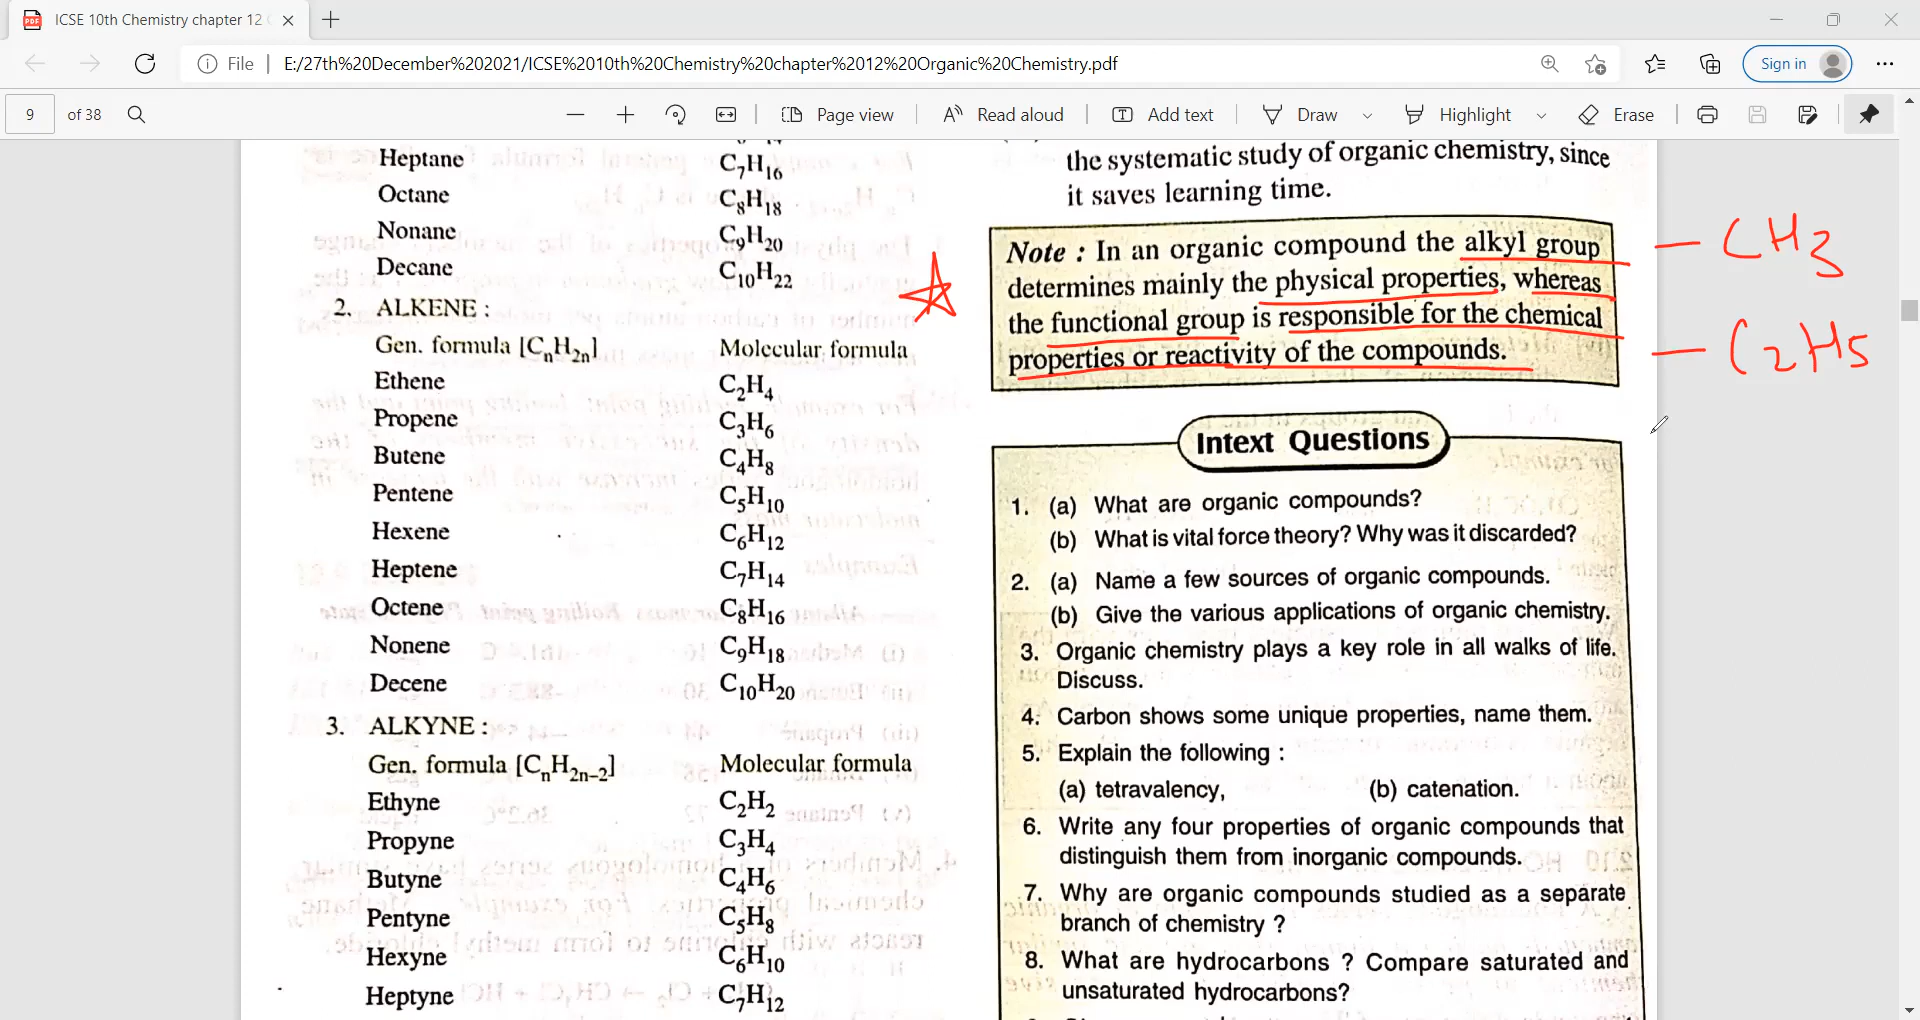 ICSE 10th Chemistry chapter 12
File
E:/27th%20December%202021/ICSE%2010th%20Chemistry%20chapter%2012%20Organic%20Chemistry.pdf
Sign in
9 of 38
Page view
Read aloud
Add text
Draw
Highlight
Erase
Heptane C7H16
Octane C8H18
Nonane C9H20
Decane C10H22
2. ALKENE :
Gen. formula [CnH2n] Molecular formula
Ethene C2H4
Propene C3H6
Butene C4H8
Pentene C5H10
Hexene C6H12
Heptene C7H14
Octene C8H16
Nonene C9H18
Decene C10H20
3. ALKYNE :
Gen. formula [CnH2n–2] Molecular formula
Ethyne C2H2
Propyne C3H4
Butyne C4H6
Pentyne C5H8
Hexyne C6H10
Heptyne C7H12
the systematic study of organic chemistry, since
it saves learning time.
Note : In an organic compound the alkyl group
determines mainly the physical properties, whereas
the functional group is responsible for the chemical
properties or reactivity of the compounds.
— CH3
— C2H5
Intext Questions
1. (a) What are organic compounds?
(b) What is vital force theory? Why was it discarded?
2. (a) Name a few sources of organic compounds.
(b) Give the various applications of organic chemistry.
3. Organic chemistry plays a key role in all walks of life.
Discuss.
4. Carbon shows some unique properties, name them.
5. Explain the following :
(a) tetravalency, (b) catenation.
6. Write any four properties of organic compounds that
distinguish them from inorganic compounds.
7. Why are organic compounds studied as a separate
branch of chemistry ?
8. What are hydrocarbons ? Compare saturated and
unsaturated hydrocarbons?